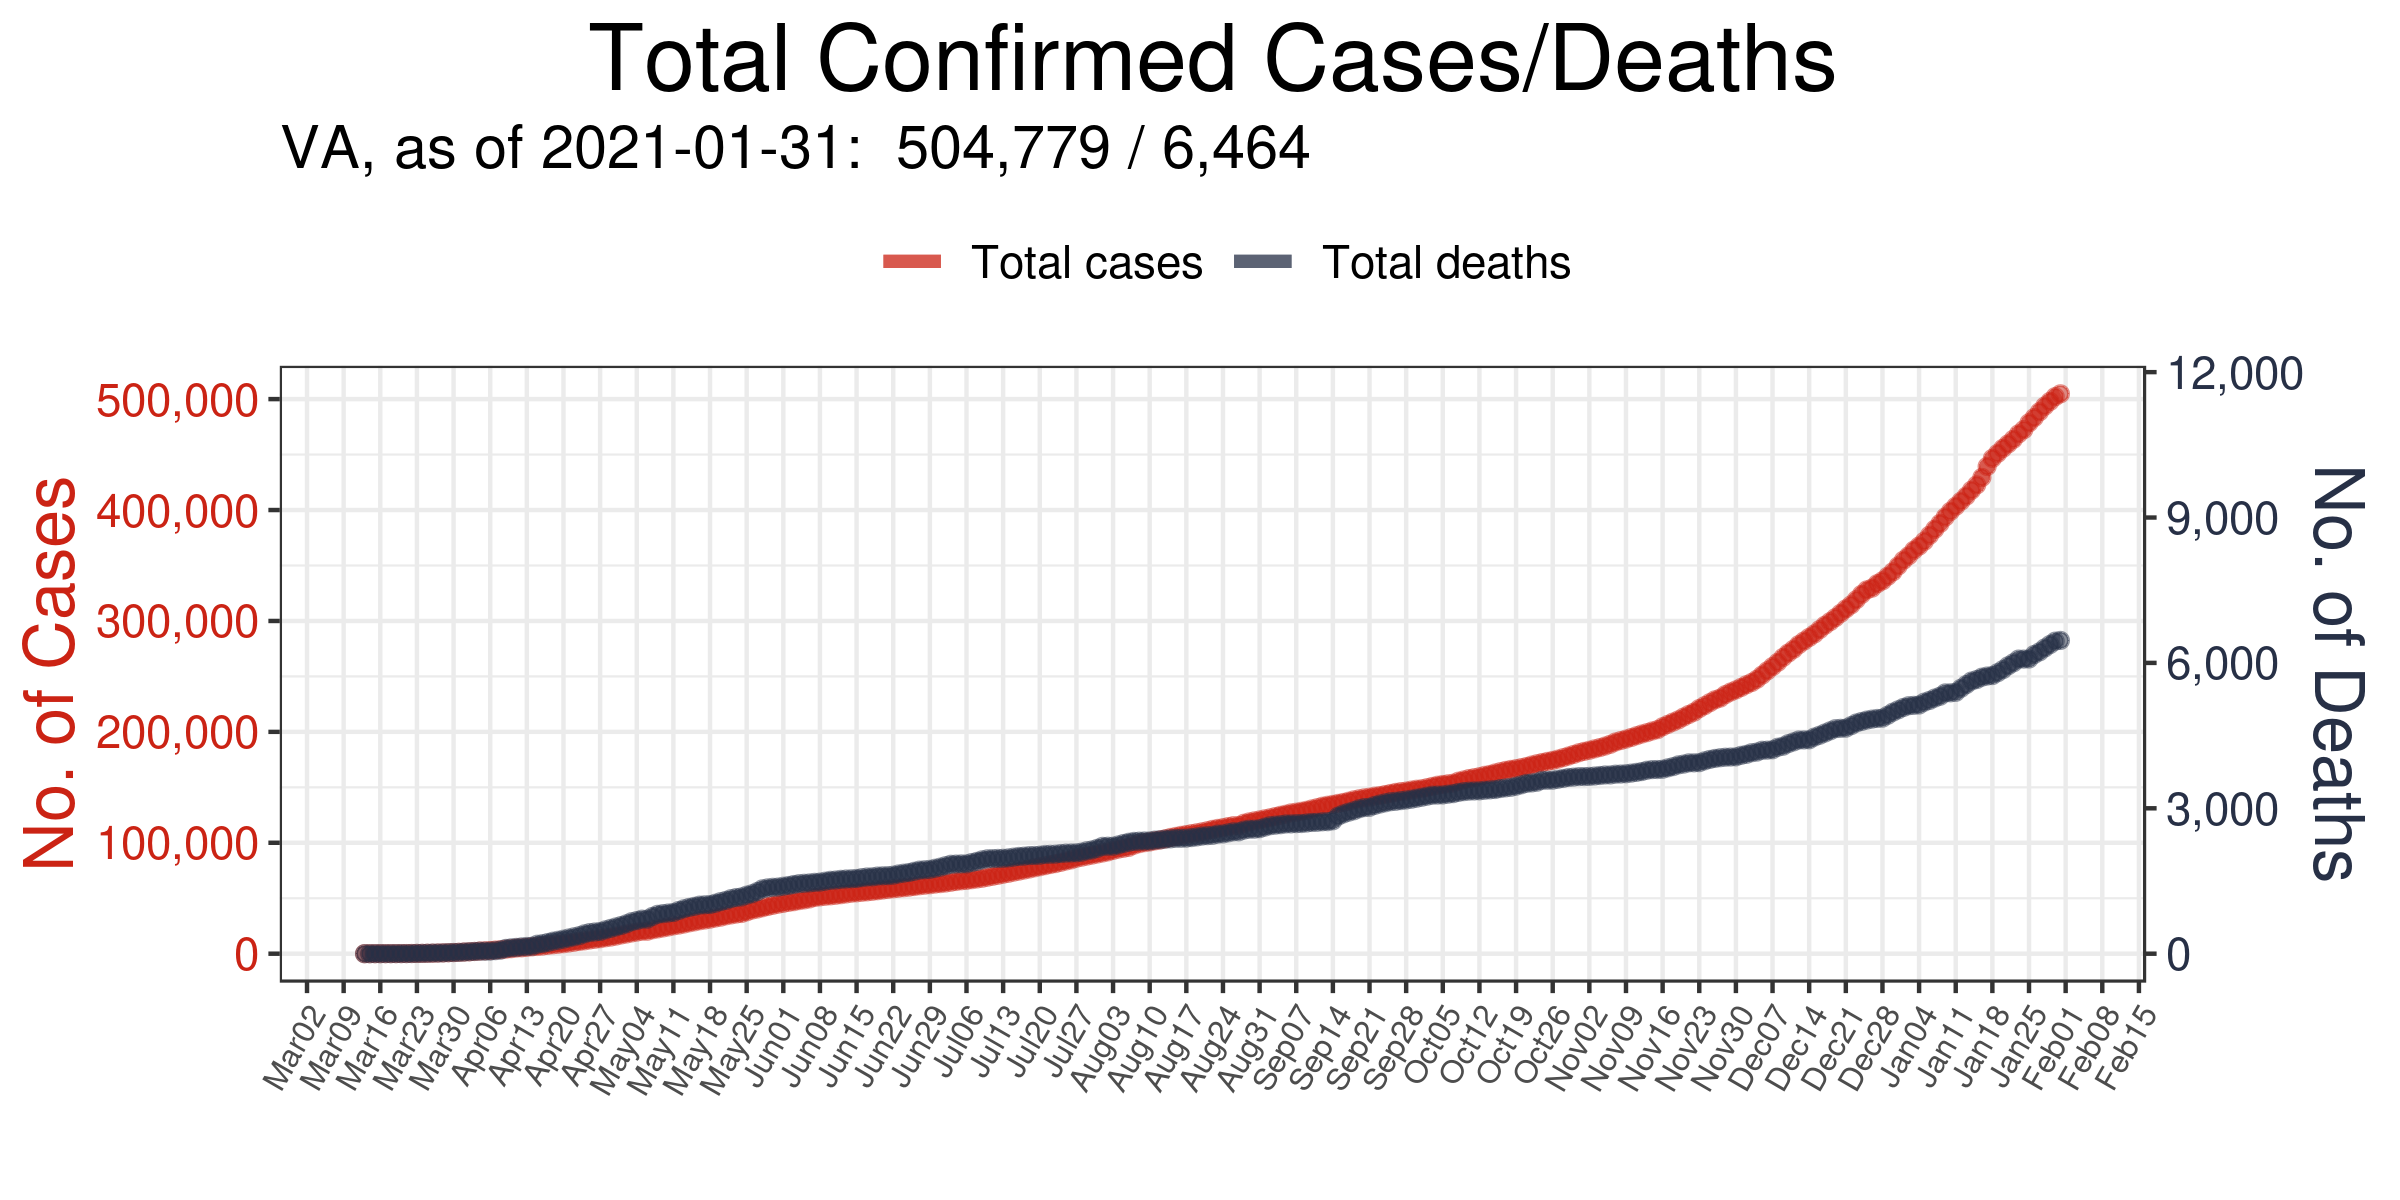 Total Confirmed Cases/Deaths
VA, as of 2021-01-31:  504,779 / 6,464
Total cases
Total deaths
No. of Cases
500,000
400,000
300,000
200,000
100,000
0
12,000
9,000
6,000
3,000
0
No. of Deaths
Mar02
Mar09
Mar16
Mar23
Mar30
Apr06
Apr13
Apr20
Apr27
May04
May11
May18
May25
Jun01
Jun08
Jun15
Jun22
Jun29
Jul06
Jul13
Jul20
Jul27
Aug03
Aug10
Aug17
Aug24
Aug31
Sep07
Sep14
Sep21
Sep28
Oct05
Oct12
Oct19
Oct26
Nov02
Nov09
Nov16
Nov23
Nov30
Dec07
Dec14
Dec21
Dec28
Jan04
Jan11
Jan18
Jan25
Feb01
Feb08
Feb15